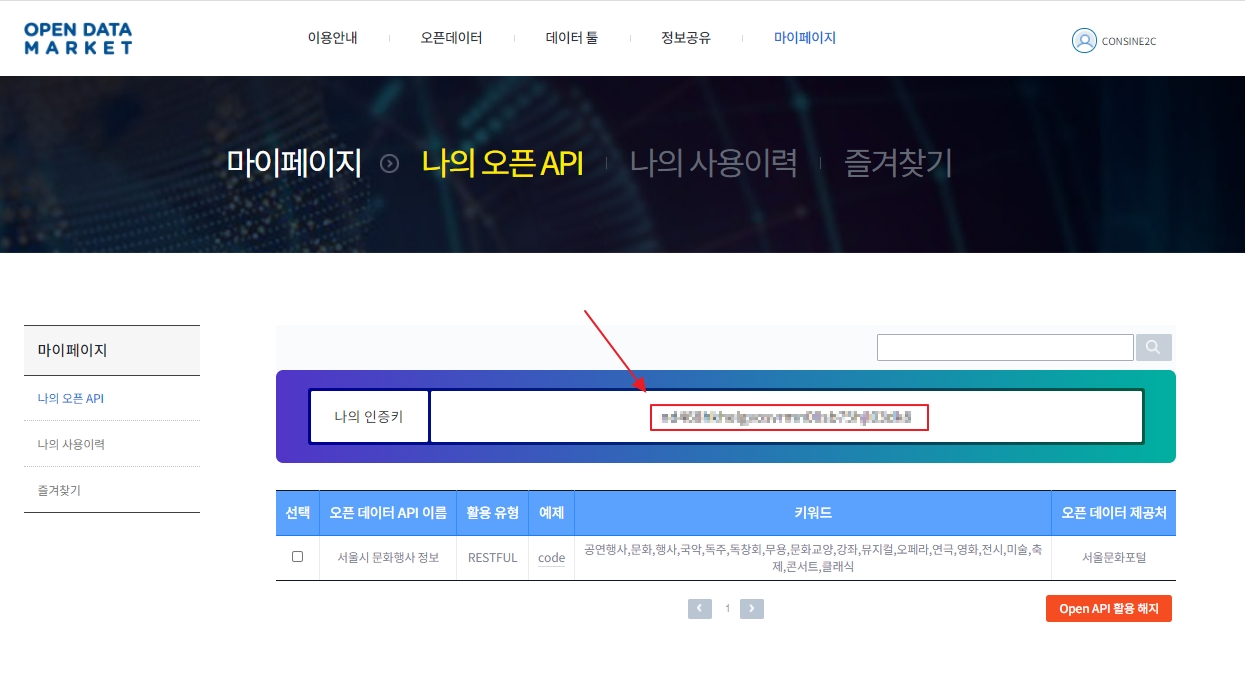 OPEN DATA
MARKET
이용안내
오픈데이터
데이터 툴
정보공유
마이페이지
CONSINE2C
마이페이지
나의 오픈 API
나의 사용이력
즐겨찾기
마이페이지
나의 오픈 API
나의 사용이력
즐겨찾기
나의 인증키
선택
오픈 데이터 API 이름
활용 유형
예제
키워드
오픈 데이터 제공처
서울시 문화행사 정보
RESTFUL
code
공연행사,문화,행사,국악,독주,독창회,무용,문화교양,강좌,뮤지컬,오페라,연극,영화,전시,미술,축
제,콘서트,클래식
서울문화포털
1
Open API 활용 해지